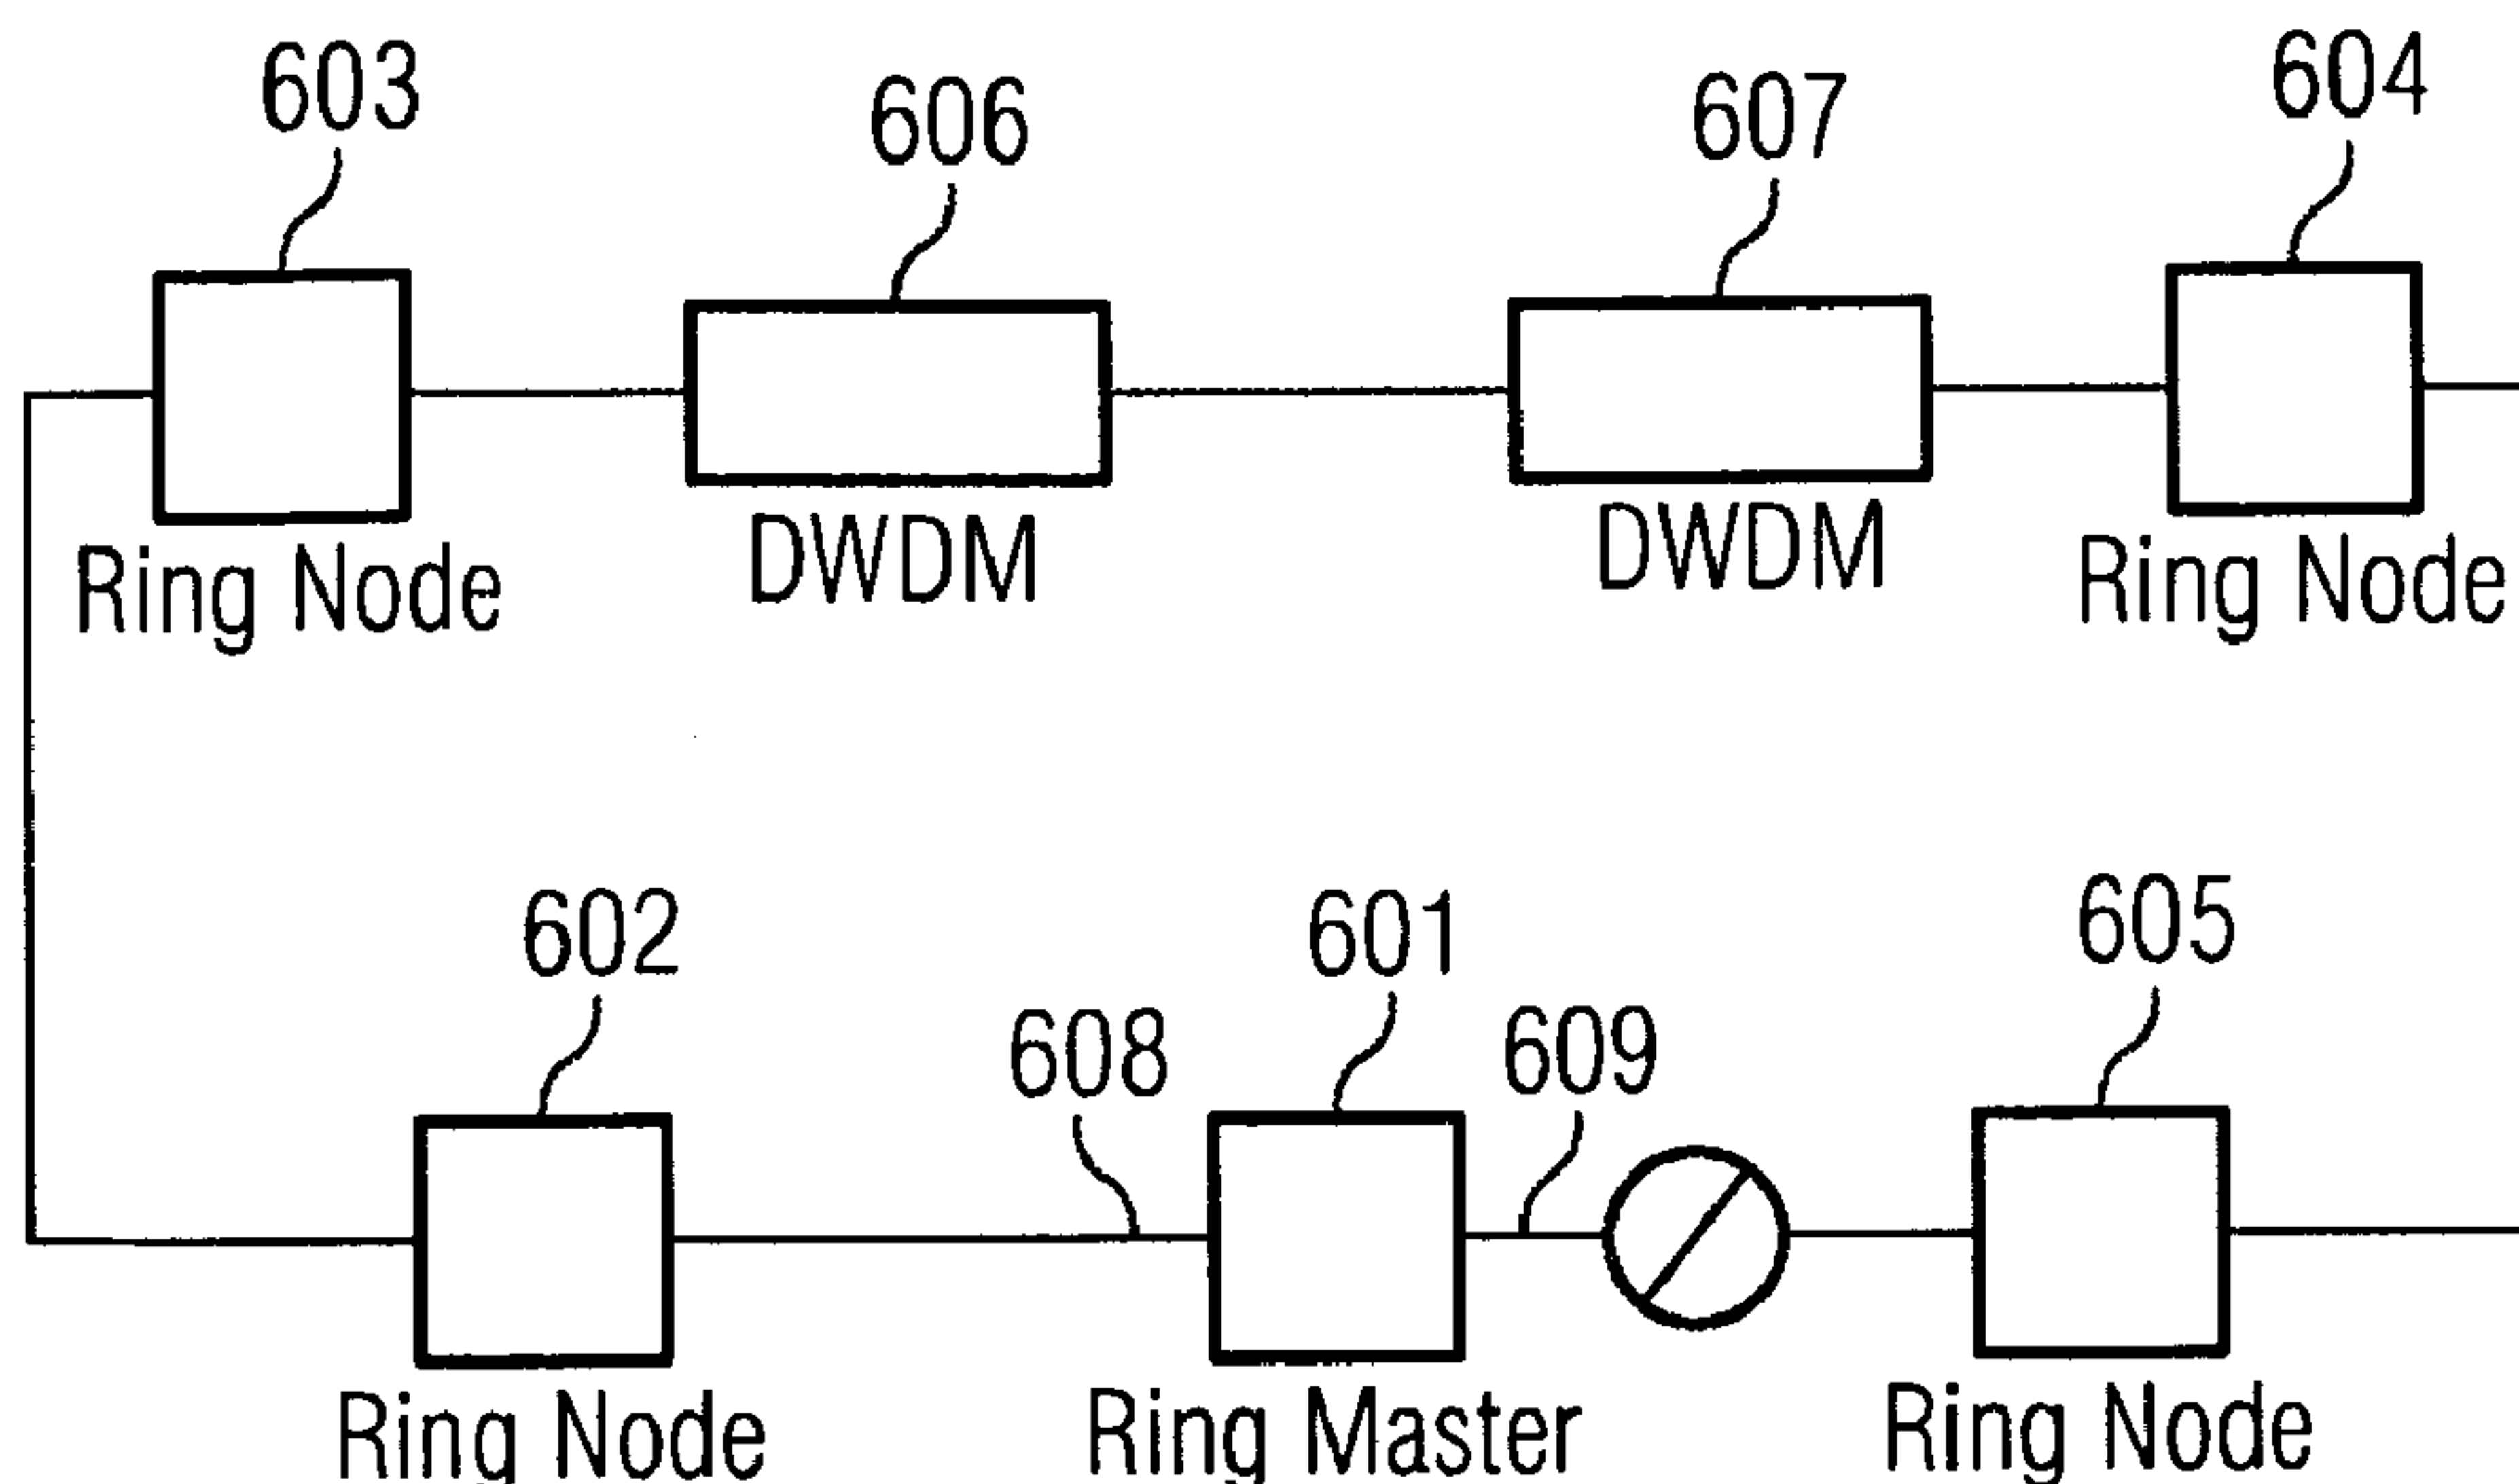 603
606
607
604
Ring Node
DWDM
DWDM
Ring Node
602
601
605
608
609
Ring Node
Ring Master
Ring Node